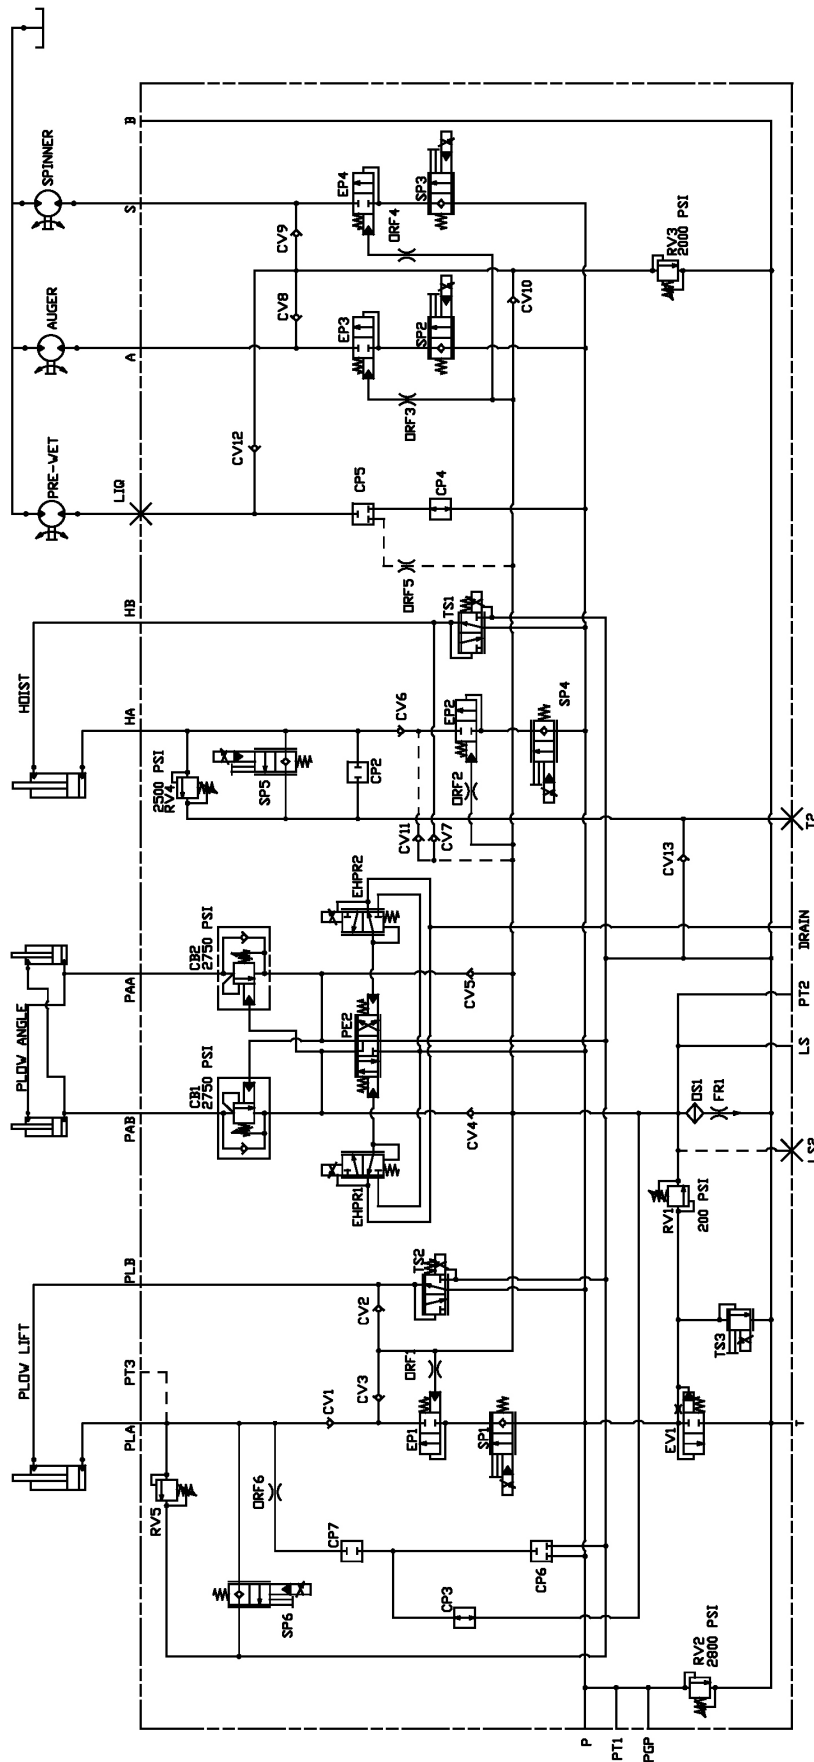 SPINNER
AUGER
PRE-WET
HOIST
PLOW ANGLE
PLOW LIFT
B
S
A
LIQ
HB
HA
PAA
PAB
PLB
PT3
PLA
CV9
CV8
CV12
EP4
SP3
ORF4
EP3
SP2
ORF3
CV10
RV3
2000 PSI
CP5
CP4
ORF5
TS1
CV6
EP2
SP4
2500 PSI
RV4
SP5
CP2
ORF2
CV11
CV7
CV13
T2
EHPR2
CB2
2750 PSI
CV5
PE2
DRAIN
PT2
LS
CB1
2750 PSI
CV4
OS1
FR1
EHPR1
RV1
200 PSI
TS2
CV2
CV3
CV1
EP1
SP1
TS3
EV1
T
RV5
ORF6
CP7
CP6
CP3
SP6
RV2
2800 PSI
P
PT1
PGP